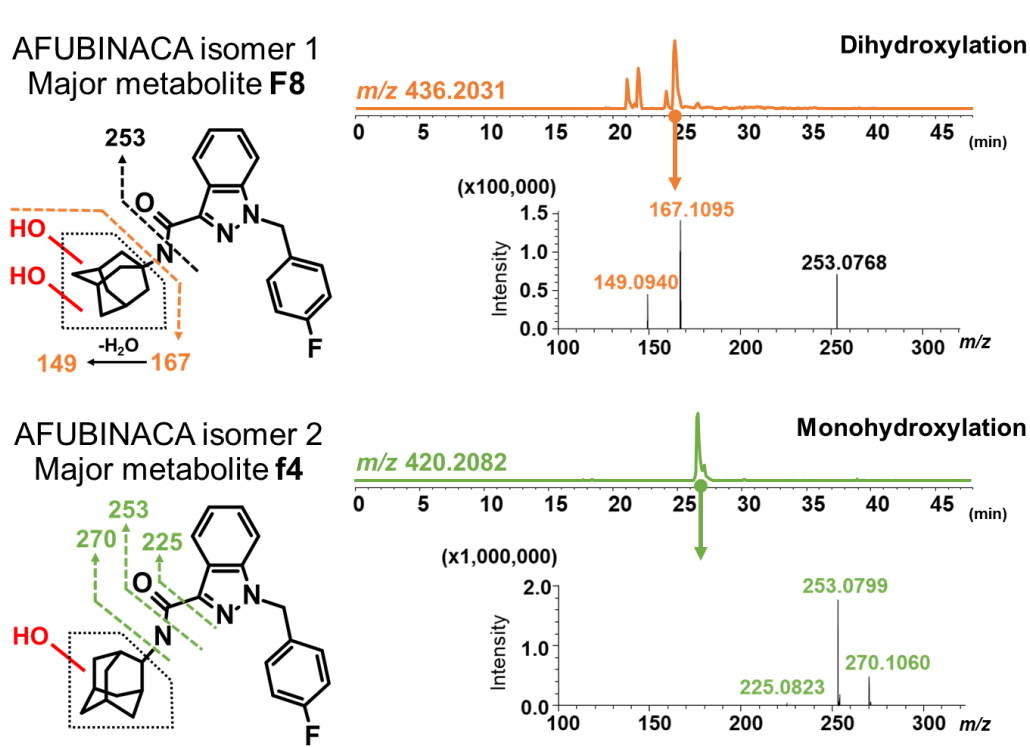 AFUBINACA isomer 1
Major metabolite F8
Dihydroxylation
m/z 436.2031
0 5 10 15 20 25 30 35 40 45 (min)
253
O
N
N
N
HO
HO
F
-H₂O
149 167
(x100,000)
Intensity
1.5
1.0
0.5
0.0
167.1095
149.0940
253.0768
100 150 200 250 300 m/z
AFUBINACA isomer 2
Major metabolite f4
Monohydroxylation
m/z 420.2082
0 5 10 15 20 25 30 35 40 45 (min)
253
270 225
O
N
N
N
HO
F
(x1,000,000)
Intensity
2.0
1.0
0.0
253.0799
270.1060
225.0823
100 150 200 250 300 m/z